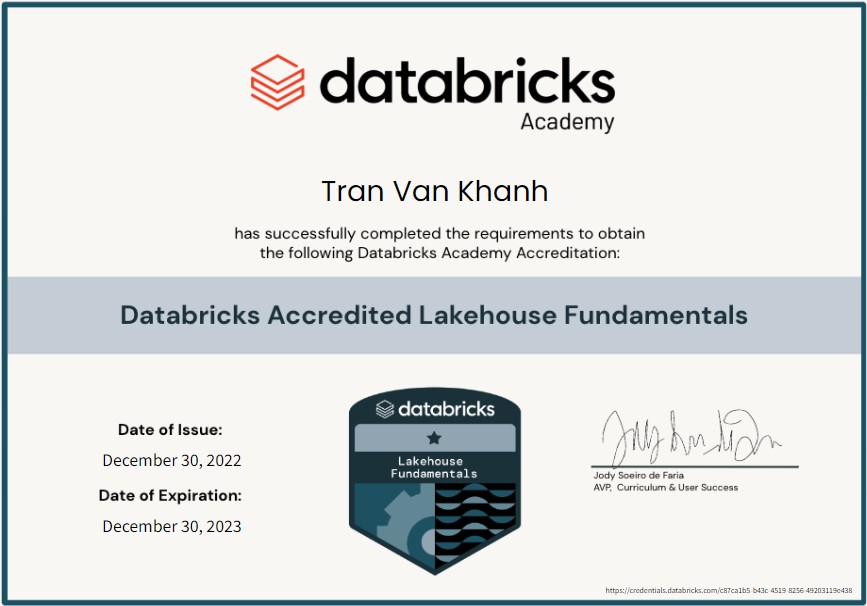 databricks
Academy
Tran Van Khanh
has successfully completed the requirements to obtain
the following Databricks Academy Accreditation:
Databricks Accredited Lakehouse Fundamentals
Date of Issue:
December 30, 2022
Date of Expiration:
December 30, 2023
databricks
Lakehouse
Fundamentals
Jody Soeiro de Faria
AVP, Curriculum & User Success
https://credentials.databricks.com/c87ca1b5-b43c-4519-8256-49203119e438